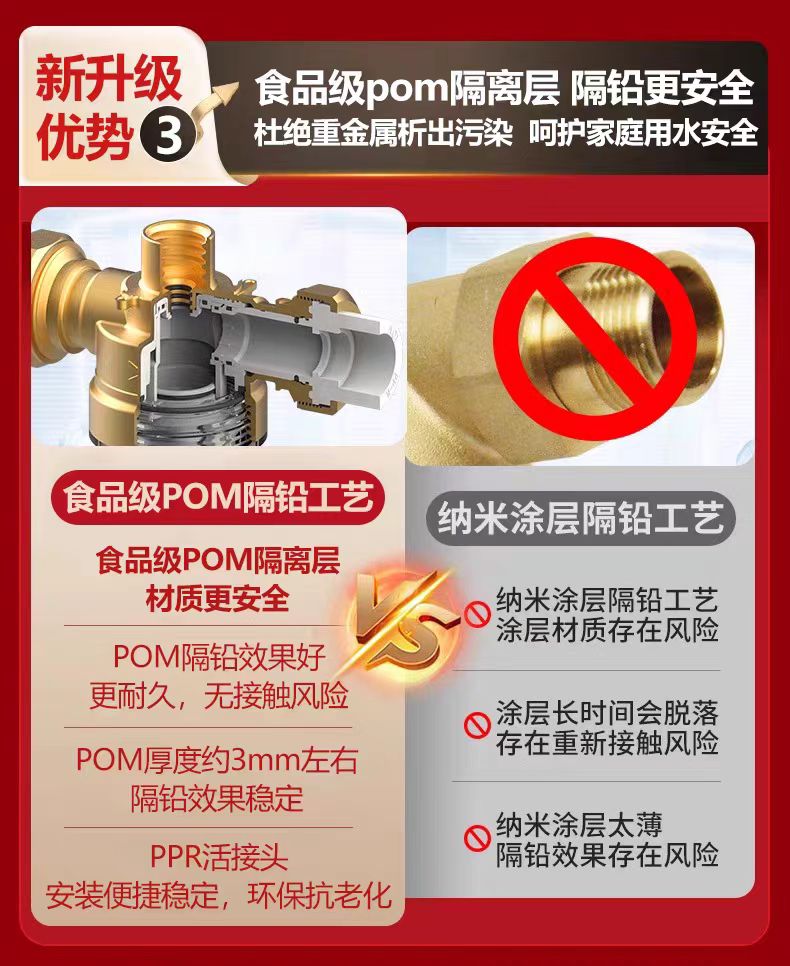 新升级
优势3
食品级pom隔离层 隔铅更安全
杜绝重金属析出污染 呵护家庭用水安全
食品级POM隔铅工艺
食品级POM隔离层
材质更安全
POM隔铅效果好
更耐久，无接触风险
POM厚度约3mm左右
隔铅效果稳定
PPR活接头
安装便捷稳定，环保抗老化
VS
纳米涂层隔铅工艺
纳米涂层隔铅工艺
涂层材质存在风险
涂层长时间会脱落
存在重新接触风险
纳米涂层太薄
隔铅效果存在风险